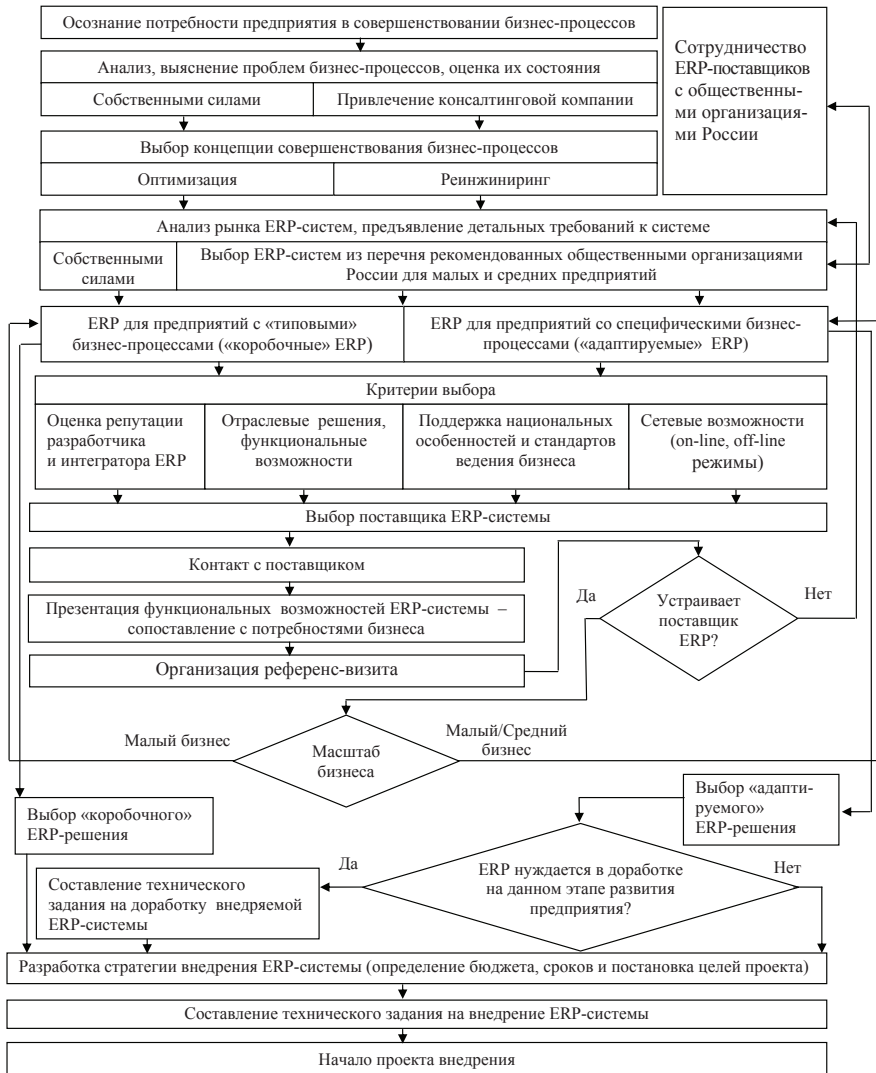 Осознание потребности предприятия в совершенствовании бизнес-процессов
Сотрудничество
ERP-поставщиков
с общественны-
ми организация-
ми России
Анализ, выяснение проблем бизнес-процессов, оценка их состояния
Собственными силами
Привлечение консалтинговой компании
Выбор концепции совершенствования бизнес-процессов
Оптимизация
Реинжиниринг
Анализ рынка ERP-систем, предъявление детальных требований к системе
Собственными
силами
Выбор ERP-систем из перечня рекомендованных общественными организациями
России для малых и средних предприятий
ERP для предприятий с «типовыми»
бизнес-процессами («коробочные» ERP)
ERP для предприятий со специфическими бизнес-
процессами («адаптируемые» ERP)
Критерии выбора
Оценка репутации
разработчика
и интегратора ERP
Отраслевые решения,
функциональные
возможности
Поддержка национальных
особенностей и стандартов
ведения бизнеса
Сетевые возможности
(on-line, off-line
режимы)
Выбор поставщика ERP-системы
Контакт с поставщиком
Презентация функциональных возможностей ERP-системы –
сопоставление с потребностями бизнеса
Организация референс-визита
Да
Устраивает
поставщик
ERP?
Нет
Малый бизнес
Масштаб
бизнеса
Малый/Средний
бизнес
Выбор «коробочного»
ERP-решения
Выбор «адапти-
руемого»
ERP-решения
Да
ERP нуждается в доработке
на данном этапе развития
предприятия?
Нет
Составление технического
задания на доработку внедряемой
ERP-системы
Разработка стратегии внедрения ERP-системы (определение бюджета, сроков и постановка целей проекта)
Составление технического задания на внедрение ERP-системы
Начало проекта внедрения